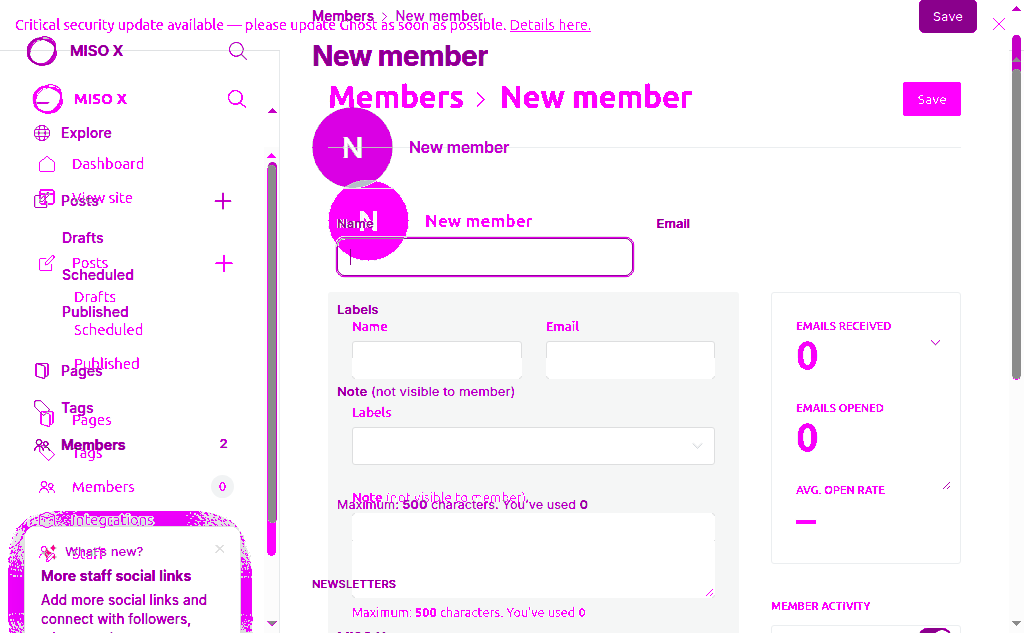 Members > New member
Critical security update available — please update Ghost as soon as possible. Details here.
Save
MISO X
New member
MISO X
Members > New member
Save
Explore
N
New member
Dashboard
View site
Posts
N
New member
Name
Email
Drafts
Posts
Scheduled
Drafts
Published
Scheduled
Labels
Name
Email
EMAILS RECEIVED
0
Published
Pages
Note (not visible to member)
Tags
Pages
Labels
EMAILS OPENED
0
Members
2
Tags
Members
0
AVG. OPEN RATE
Note (not visible to member)
Maximum: 500 characters. You've used 0
Integrations
What's new?
Staff
More staff social links
NEWSLETTERS
Add more social links and
connect with followers,
Maximum: 500 characters. You've used 0
MEMBER ACTIVITY